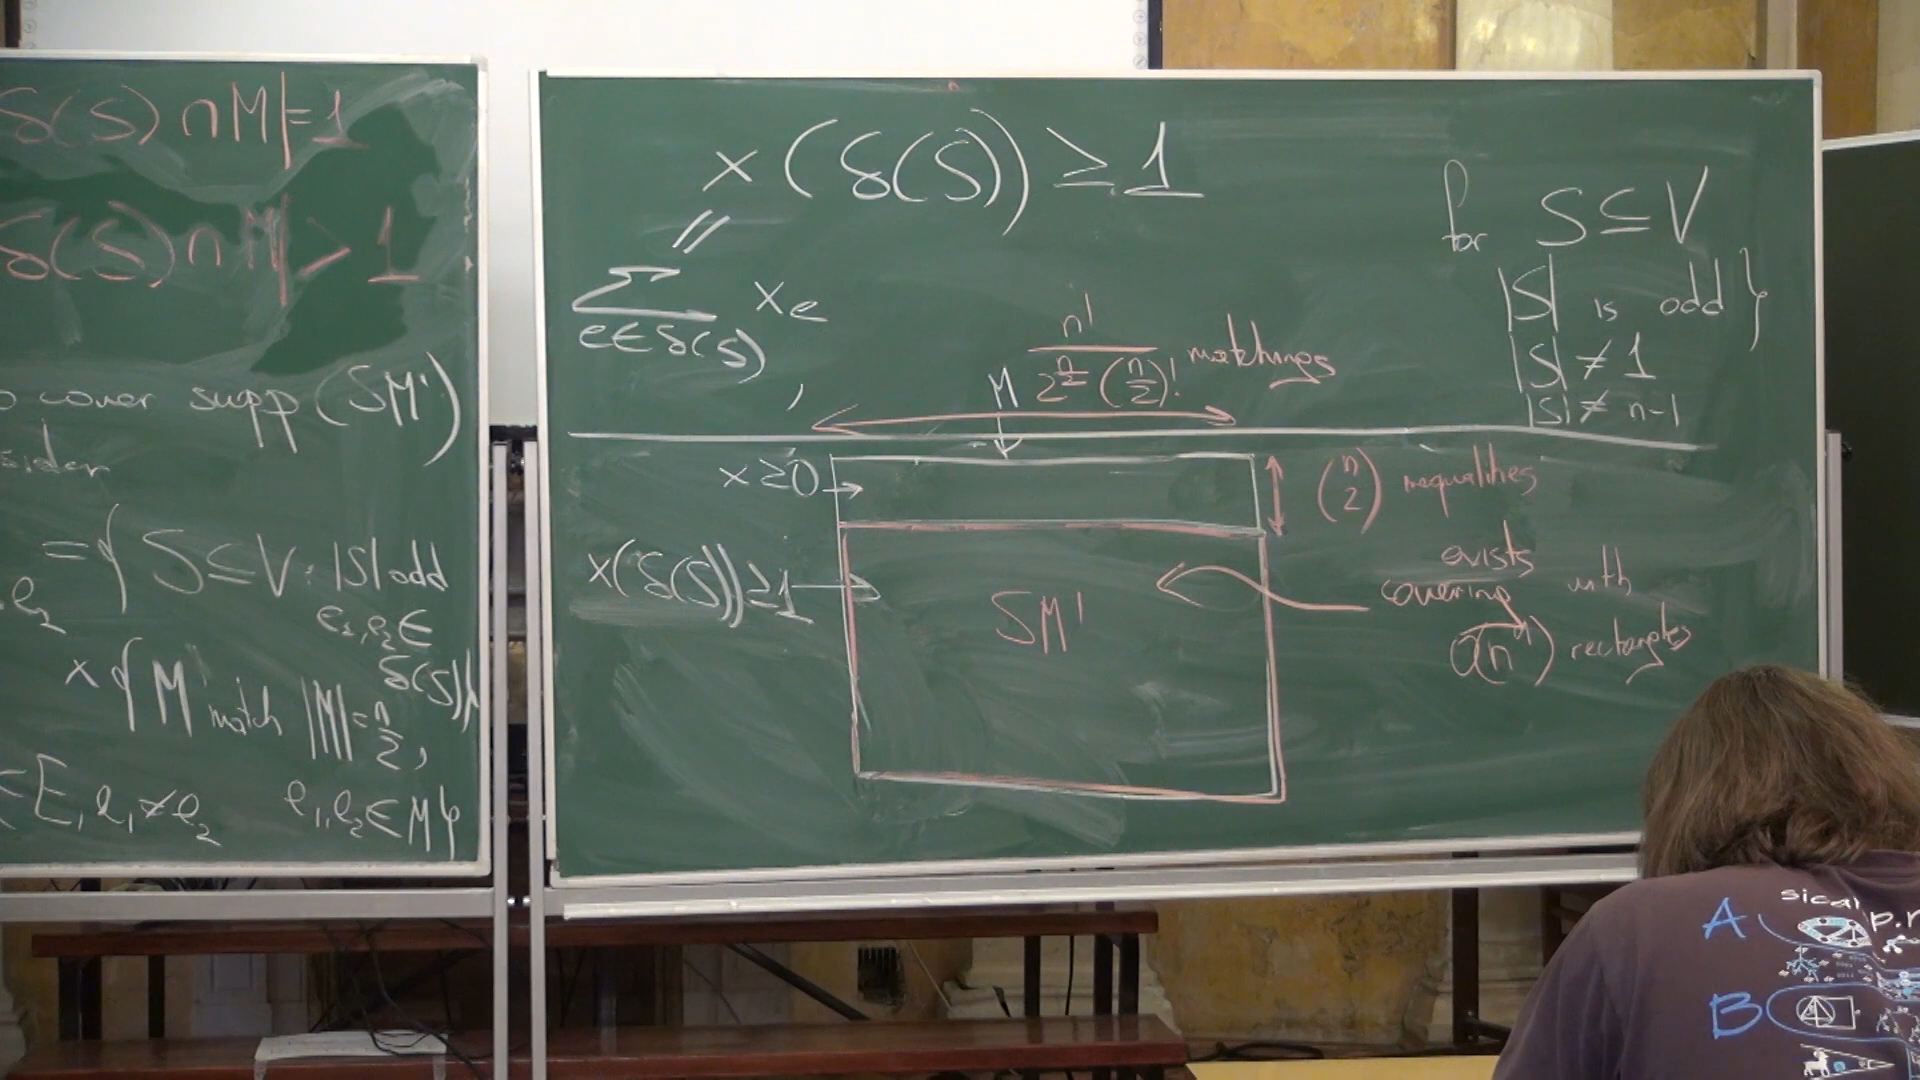 δ(S)∩M|=1
δ(S)∩M|>1
cover supp(SM')
={S⊆V: |S| odd
e₁,e₂∈
δ(S)}
×{M match |M|=n/2,
E, e₁≠e₂ e₁,e₂∈M}
x(δ(S))≥1
for S⊆V
=
∑ xₑ
e∈δ(S)
,
|S| is odd }
|S|≠1
|S|≠n-1
M n!/(2^(n/2) (n/2)!) matchings
x≥0
(n 2) inequalities
x(δ(S))≥1
SM'
exists
covering with
O(n⁴) rectangles
A
sical
p.r
B